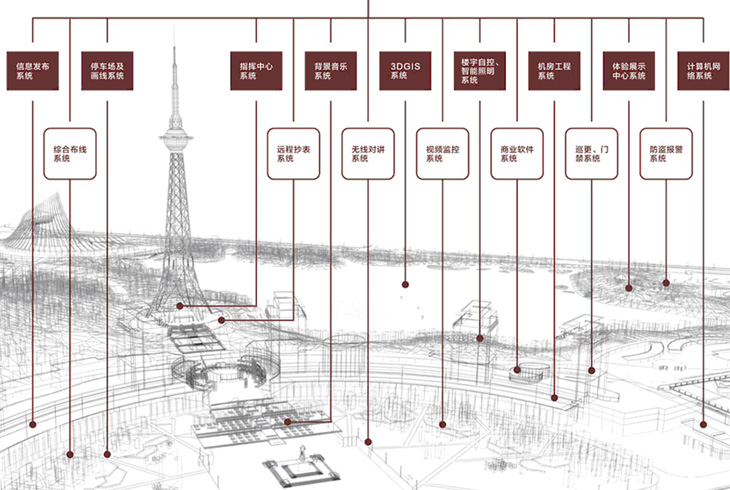 信息发布
系统
停车场及
画线系统
指挥中心
系统
背景音乐
系统
3DGIS
系统
楼宇自控、
智能照明
系统
机房工程
系统
体验展示
中心系统
计算机网
络系统
综合布线
系统
远程抄表
系统
无线对讲
系统
视频监控
系统
商业软件
系统
巡更、门
禁系统
防盗报警
系统